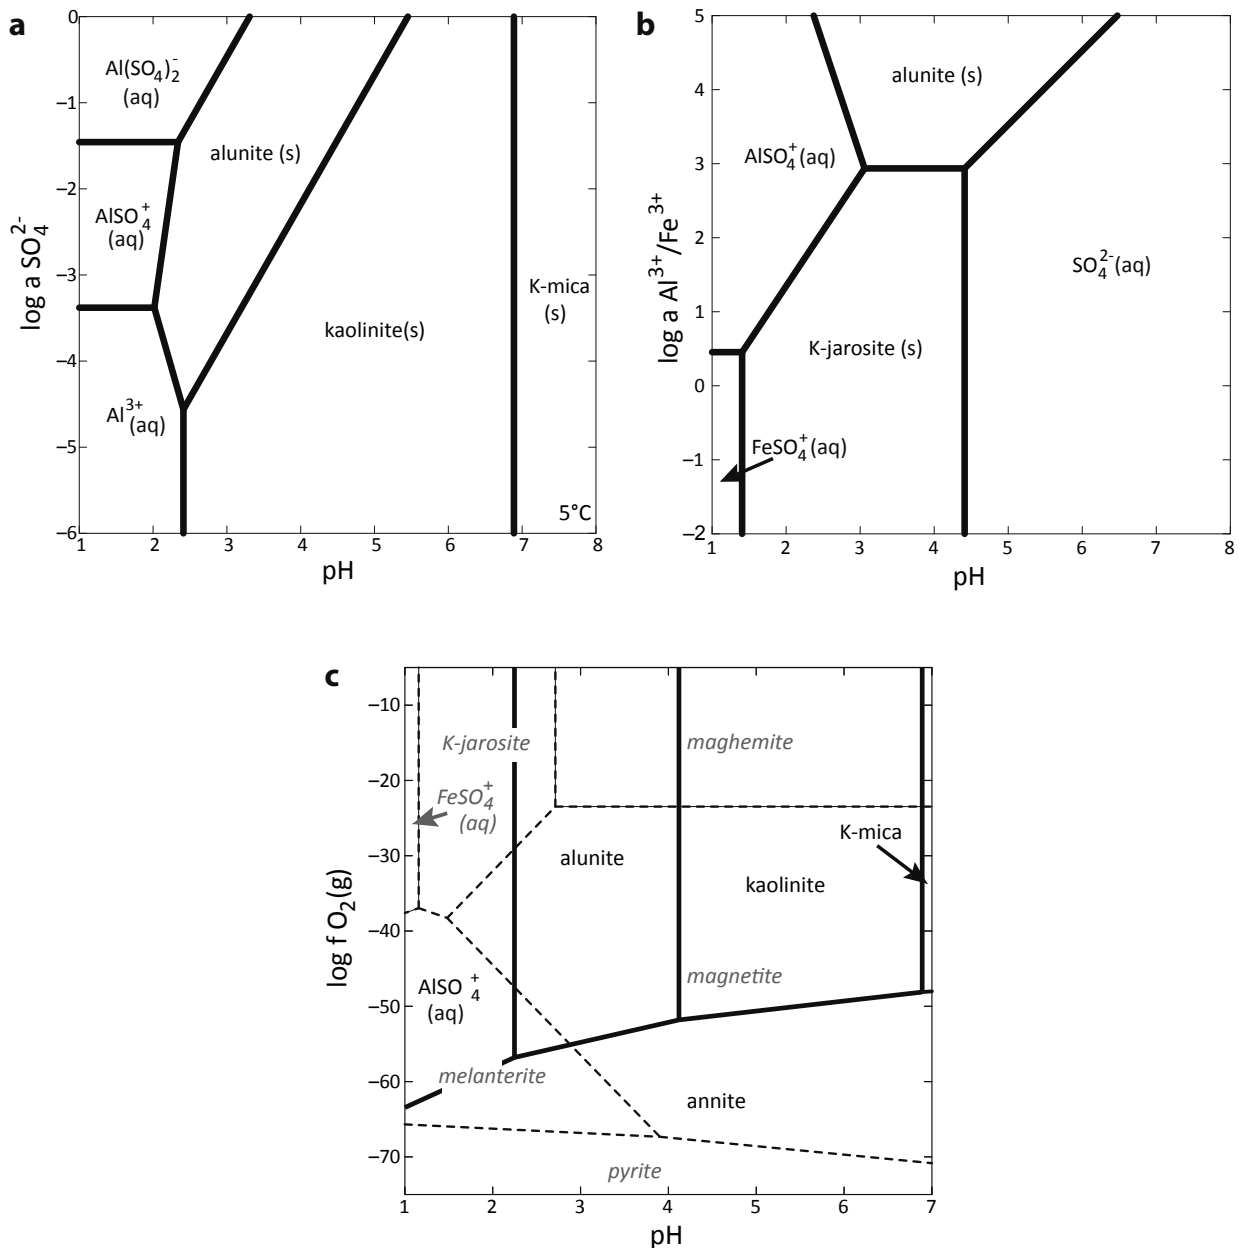 a
0
−1
−2
−3
−4
−5
−6
log a SO₄²⁻
Al(SO₄)₂⁻
(aq)
alunite (s)
AlSO₄⁺
(aq)
K-mica
(s)
kaolinite(s)
Al³⁺
(aq)
5°C
1 2 3 4 5 6 7 8
pH
b
5
4
3
2
1
0
−1
−2
log a Al³⁺/Fe³⁺
alunite (s)
AlSO₄⁺(aq)
SO₄²⁻(aq)
K-jarosite (s)
FeSO₄⁺(aq)
1 2 3 4 5 6 7 8
pH
c
−10
−20
−30
−40
−50
−60
−70
log f O₂(g)
K-jarosite
maghemite
FeSO₄⁺
(aq)
K-mica
alunite
kaolinite
magnetite
AlSO₄⁺
(aq)
melanterite
annite
pyrite
1 2 3 4 5 6 7
pH